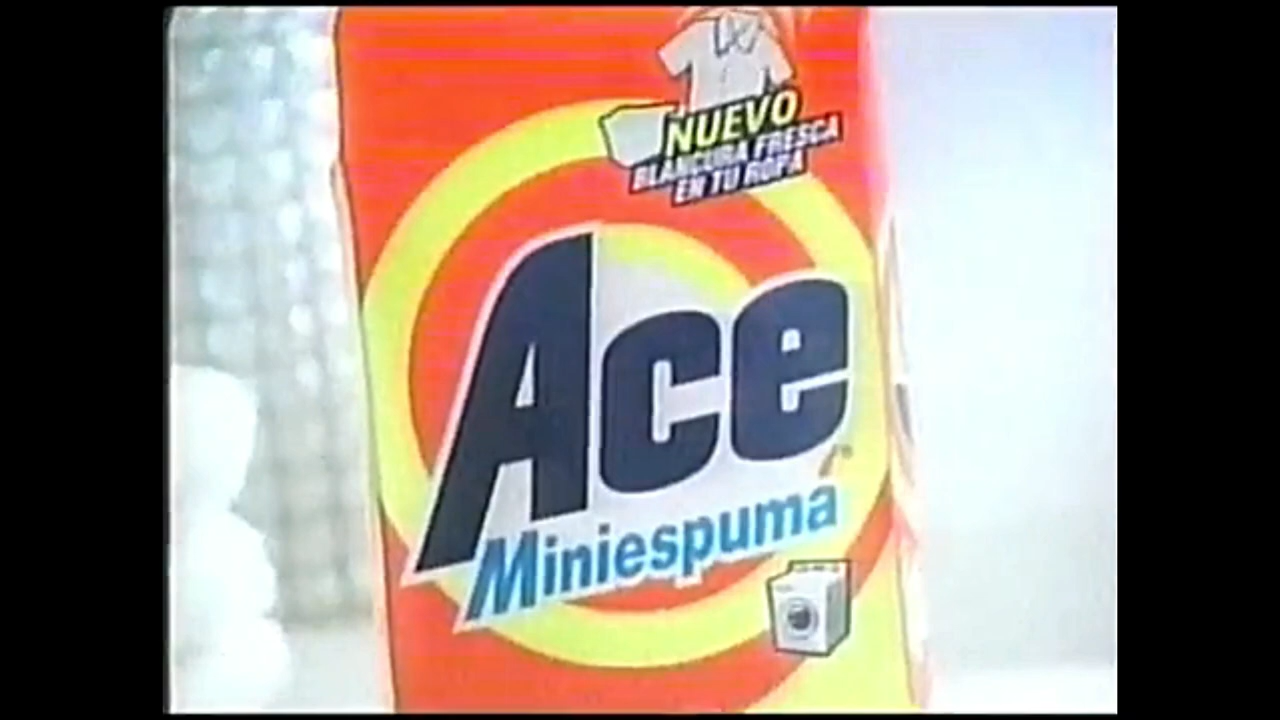 NUEVO
BLANCURA FRESCA
EN TU ROPA
Ace
Miniespuma